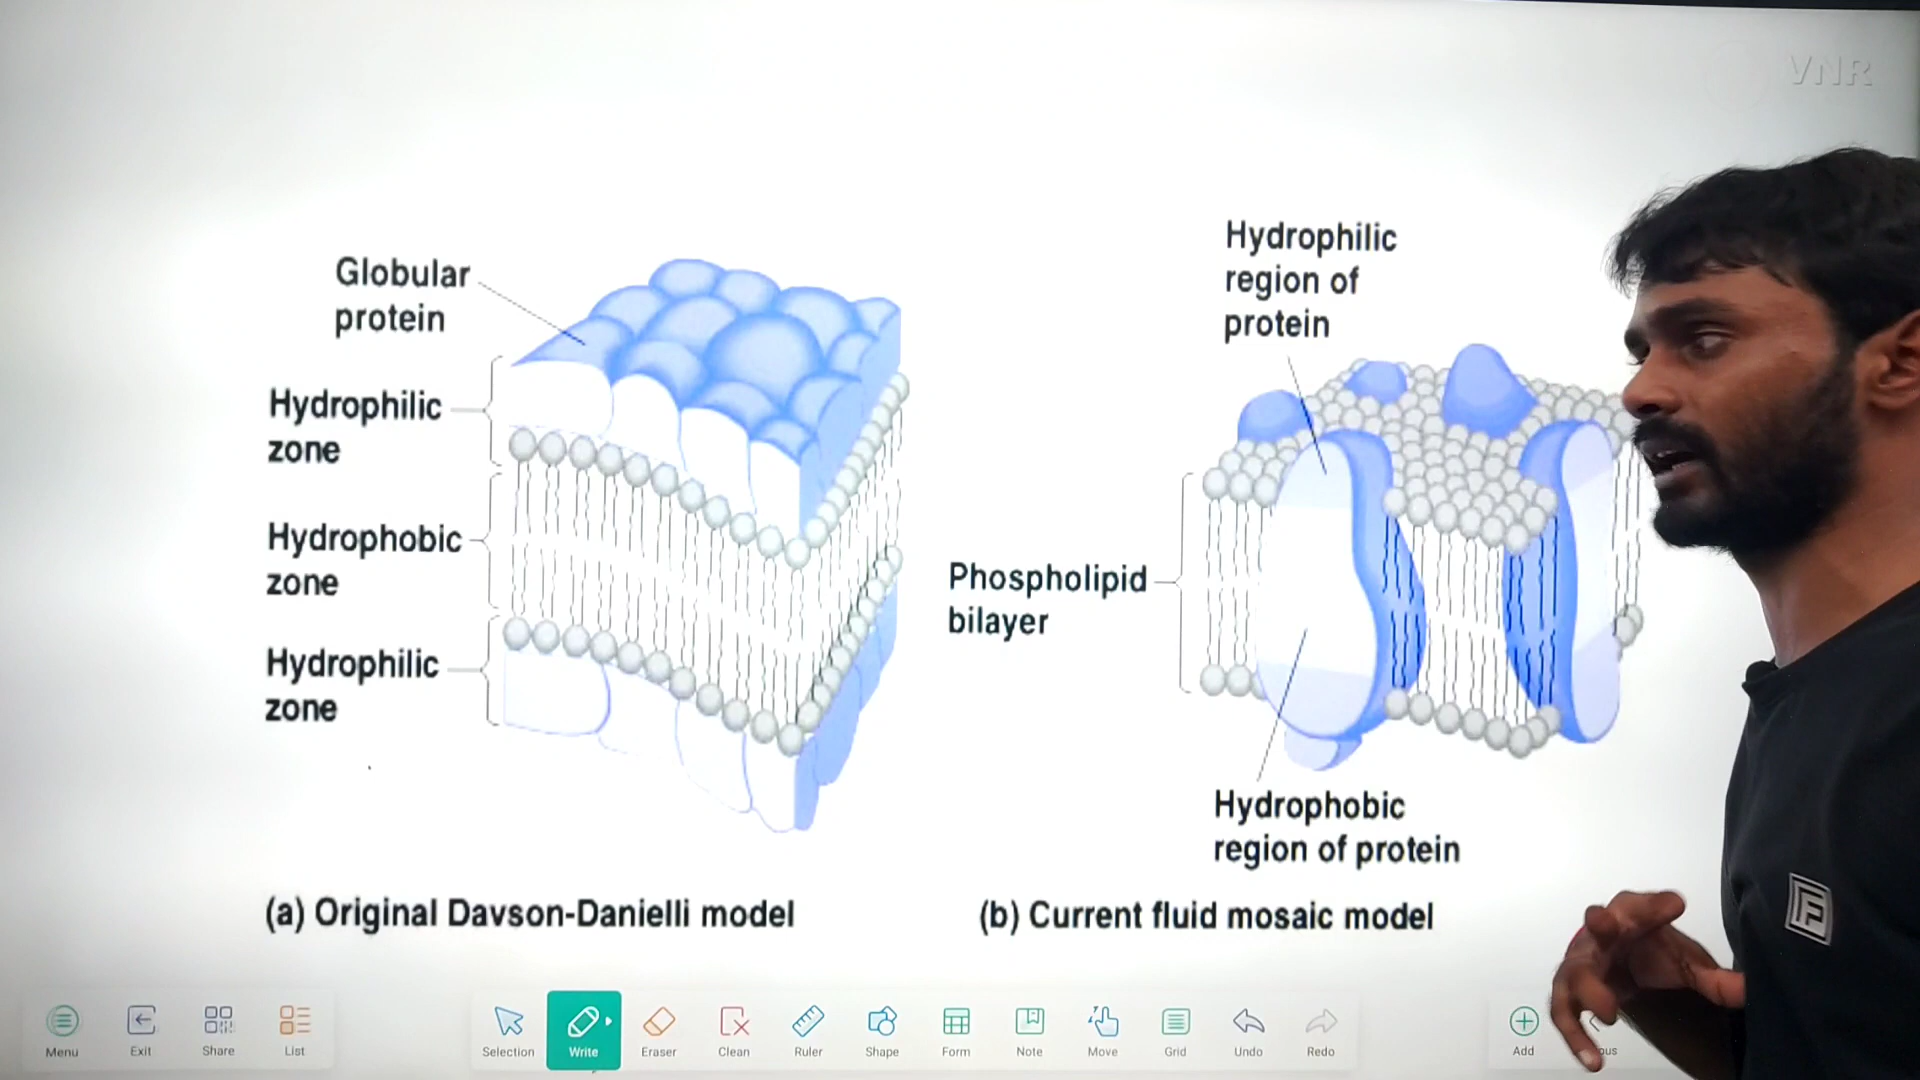 VNR
Globular
protein
Hydrophilic
zone
Hydrophobic
zone
Hydrophilic
zone
(a) Original Davson-Danielli model
Hydrophilic
region of
protein
Phospholipid
bilayer
Hydrophobic
region of protein
(b) Current fluid mosaic model
Menu
Exit
Share
List
Selection
Write
Eraser
Clean
Ruler
Shape
Form
Note
Move
Grid
Undo
Redo
Add